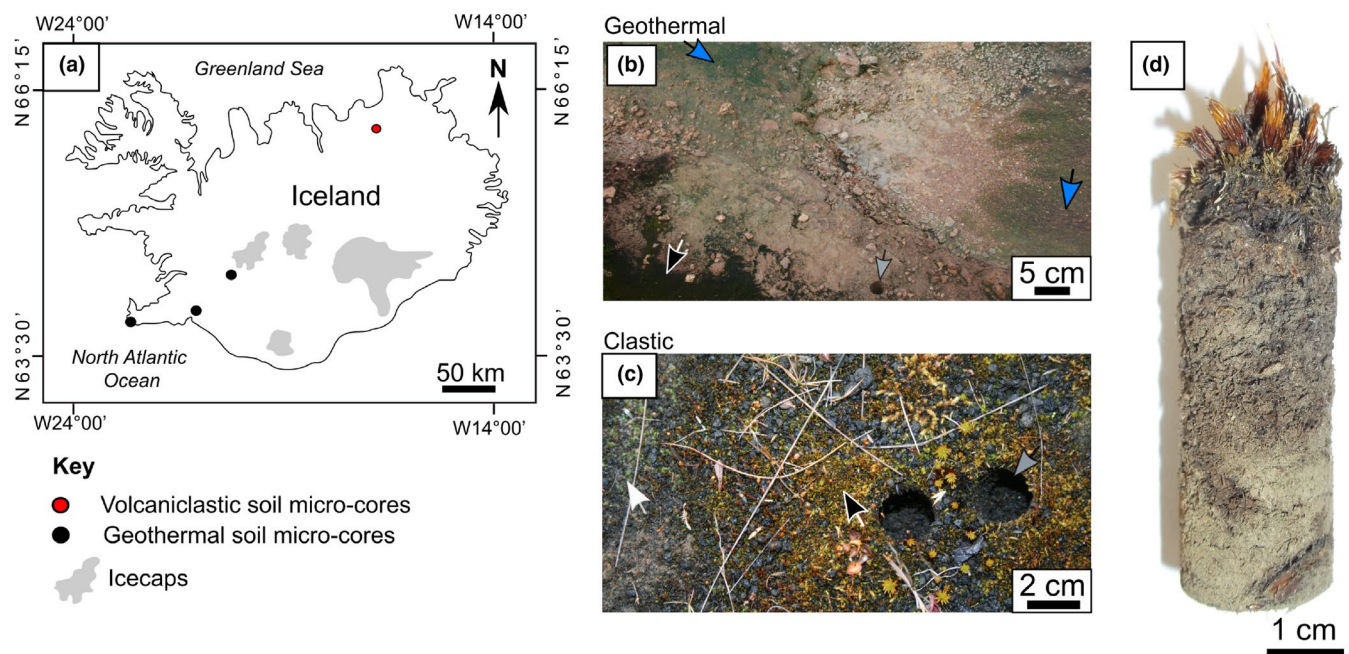 W24°00'
W14°00'
(a)
Greenland Sea
N
N66°15'
N66°15'
Iceland
N63°30'
N63°30'
North Atlantic
Ocean
50 km
W24°00'
W14°00'
Key
Volcaniclastic soil micro-cores
Geothermal soil micro-cores
Icecaps
Geothermal
(b)
5 cm
Clastic
(c)
2 cm
(d)
1 cm